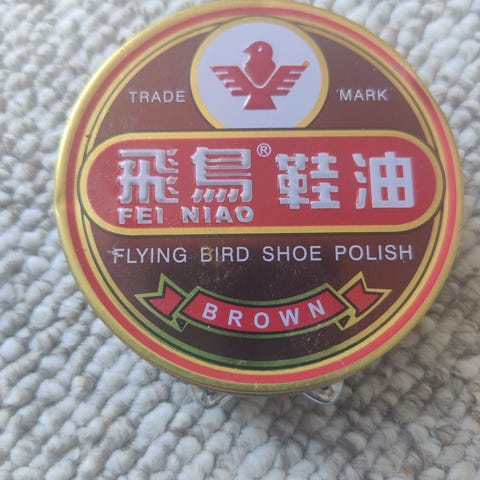 TRADE MARK
飛鳥® 鞋油
FEI NIAO
FLYING BIRD SHOE POLISH
BROWN